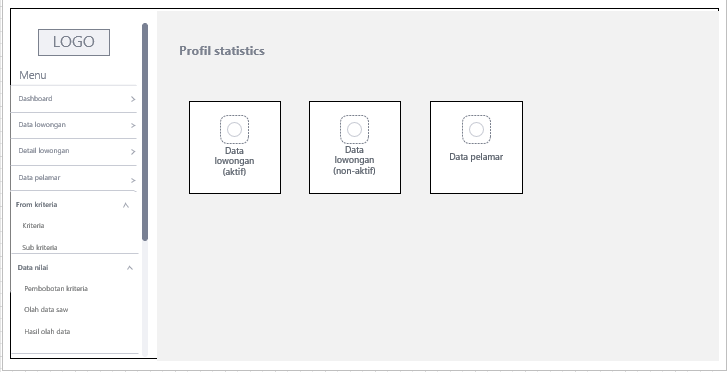 LOGO
Menu
Dashboard
Data lowongan
Detail lowongan
Data pelamar
From kriteria
Kriteria
Sub kriteria
Data nilai
Pembobotan kriteria
Olah data saw
Hasil olah data
Profil statistics
Data
lowongan
(aktif)
Data
lowongan
(non-aktif)
Data pelamar